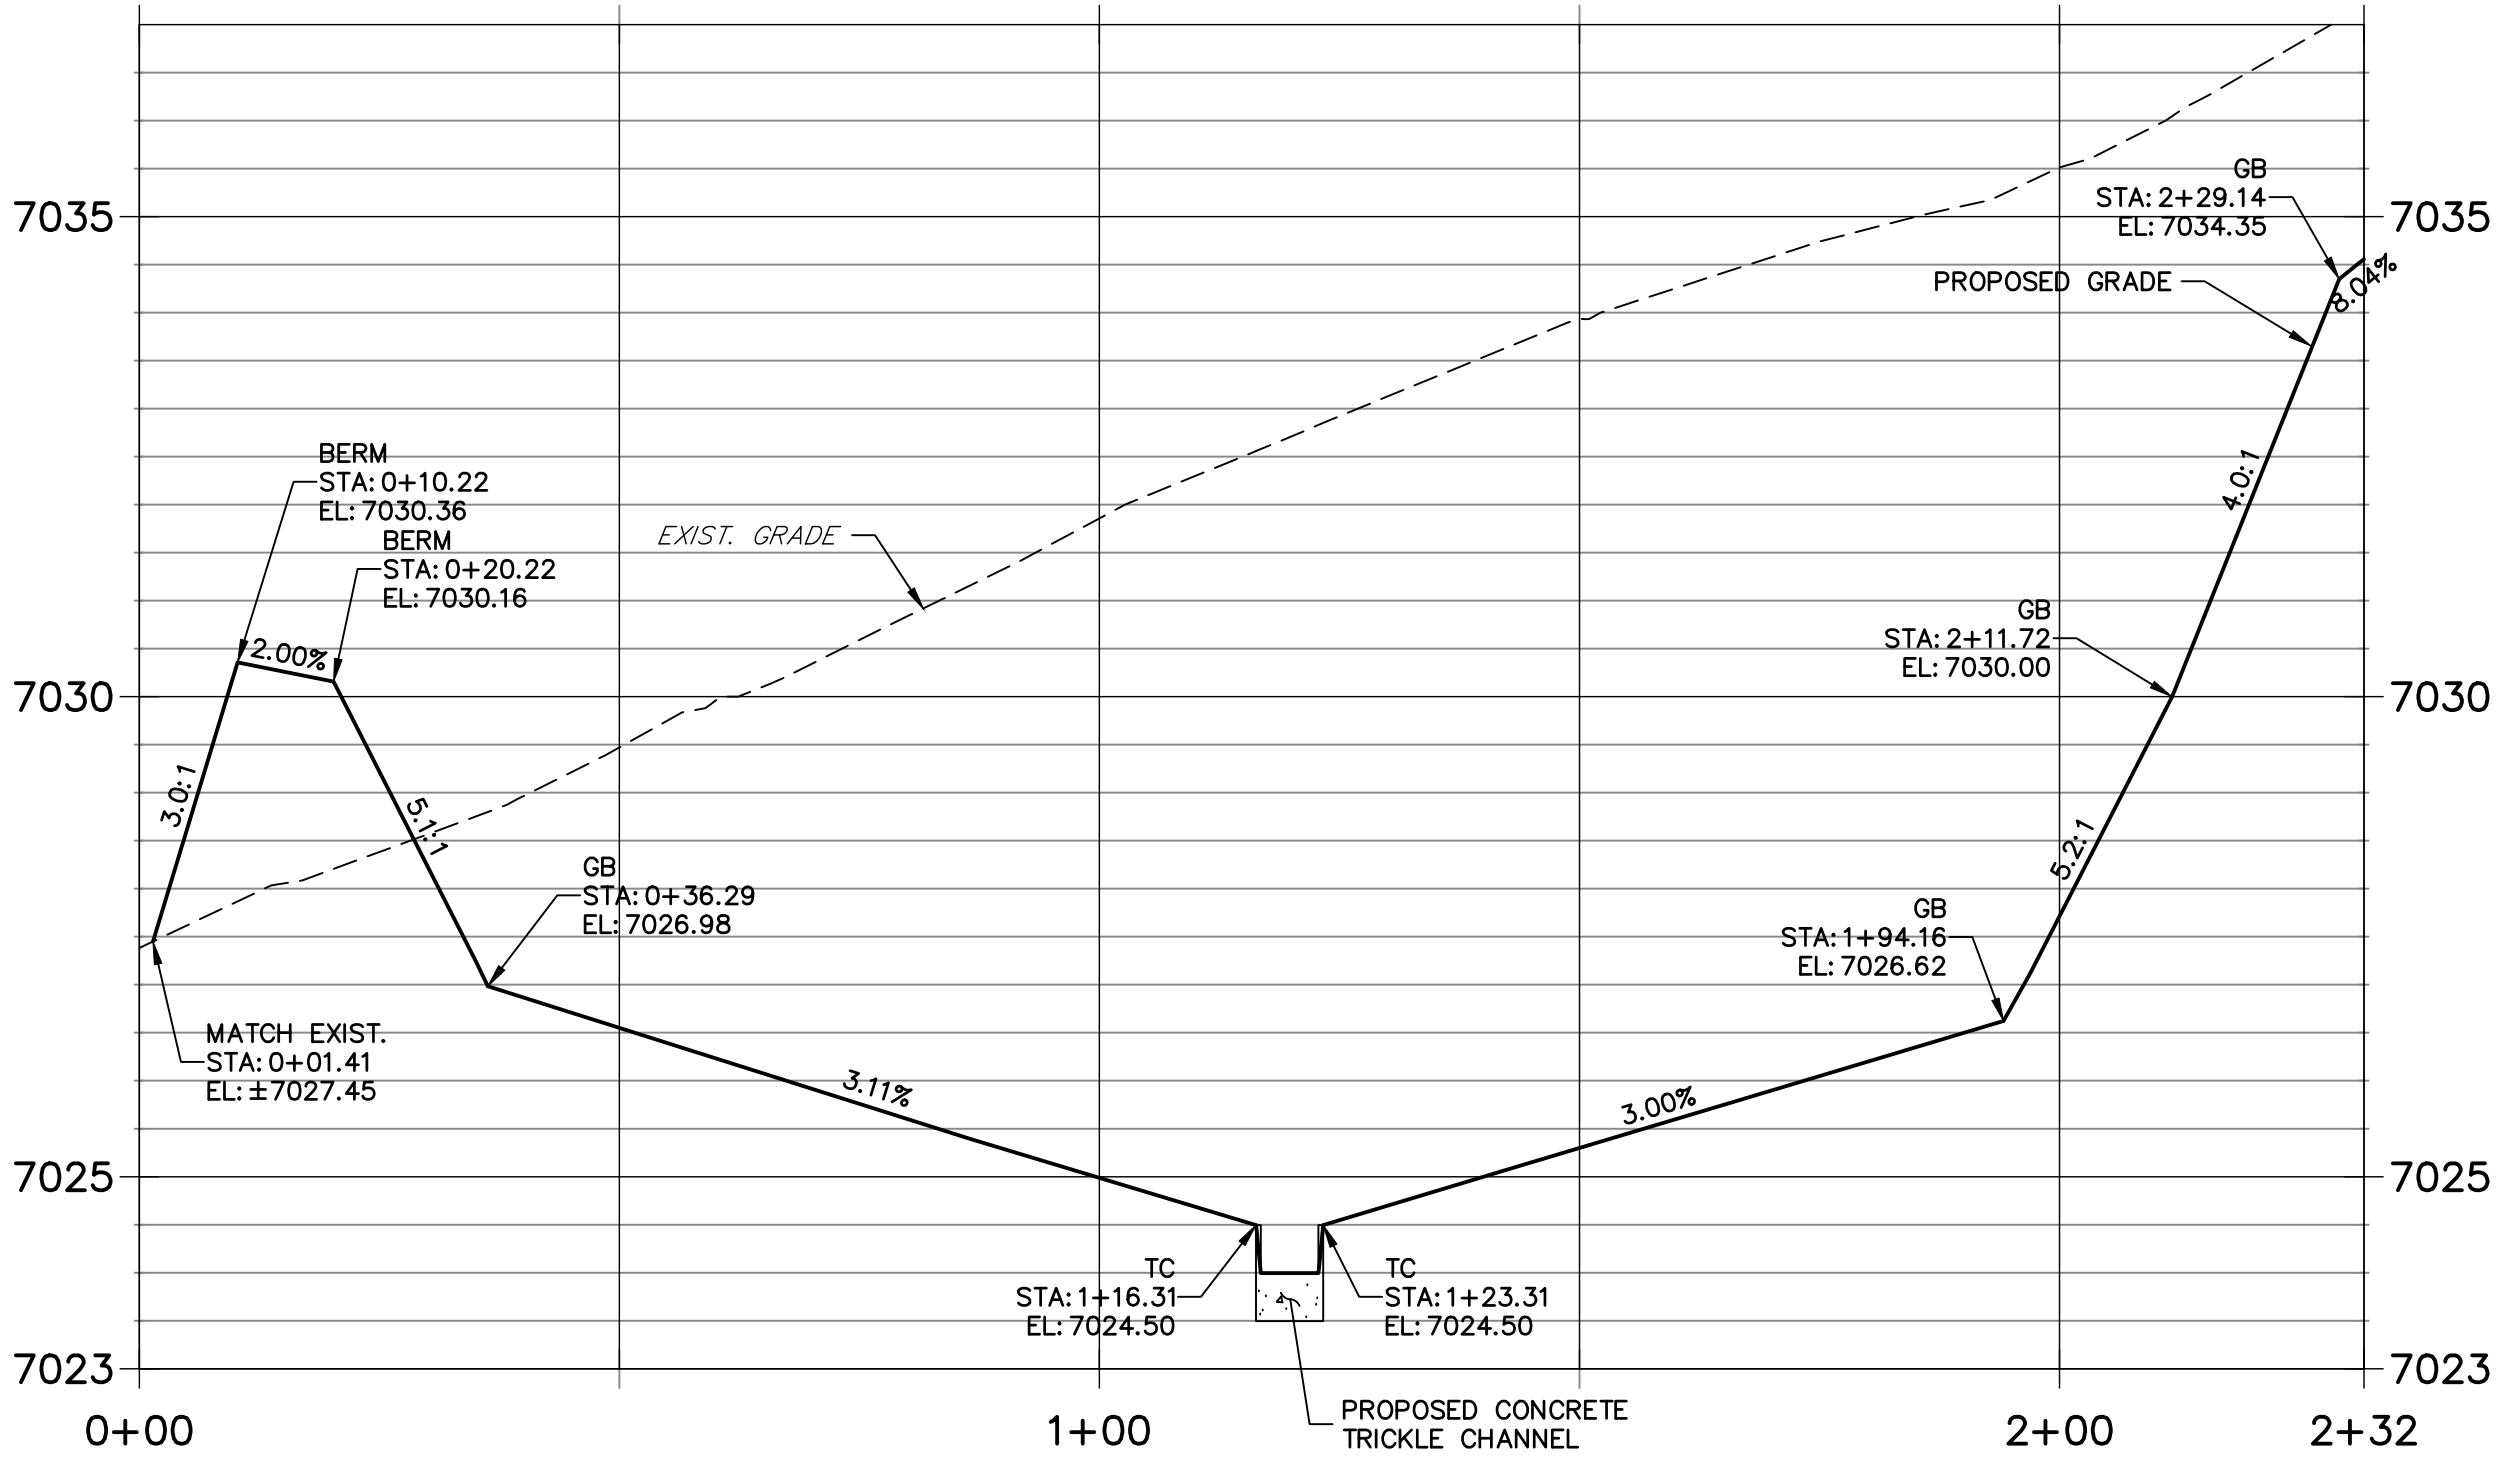 GB
STA: 2+29.14
EL: 7034.35
7035
7035
8.04%
PROPOSED GRADE
BERM
STA: 0+10.22
EL: 7030.36
4.0:1
EXIST. GRADE
BERM
STA: 0+20.22
EL: 7030.16
GB
STA: 2+11.72
EL: 7030.00
2.00%
7030
7030
3.0:1
5.1:1
5.2:1
GB
STA: 0+36.29
EL: 7026.98
GB
STA: 1+94.16
EL: 7026.62
MATCH EXIST.
STA: 0+01.41
EL: ±7027.45
3.11%
3.00%
7025
7025
TC
STA: 1+16.31
EL: 7024.50
TC
STA: 1+23.31
EL: 7024.50
7023
7023
PROPOSED CONCRETE
TRICKLE CHANNEL
0+00
1+00
2+00
2+32